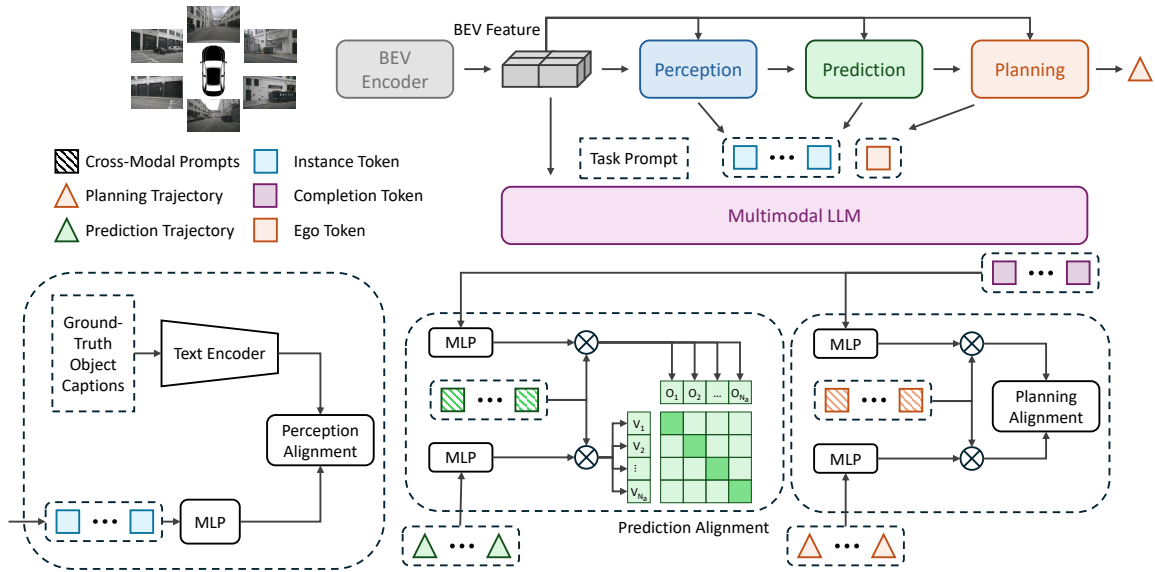 BEV Feature
BEV
Encoder
Perception
Prediction
Planning
Task Prompt
Cross-Modal Prompts
Instance Token
Planning Trajectory
Completion Token
Prediction Trajectory
Ego Token
Multimodal LLM
Ground-
Truth
Object
Captions
Text Encoder
Perception
Alignment
MLP
MLP
MLP
O1 O2 ... ONa
V1
V2
⋮
VNa
Prediction Alignment
MLP
MLP
Planning
Alignment